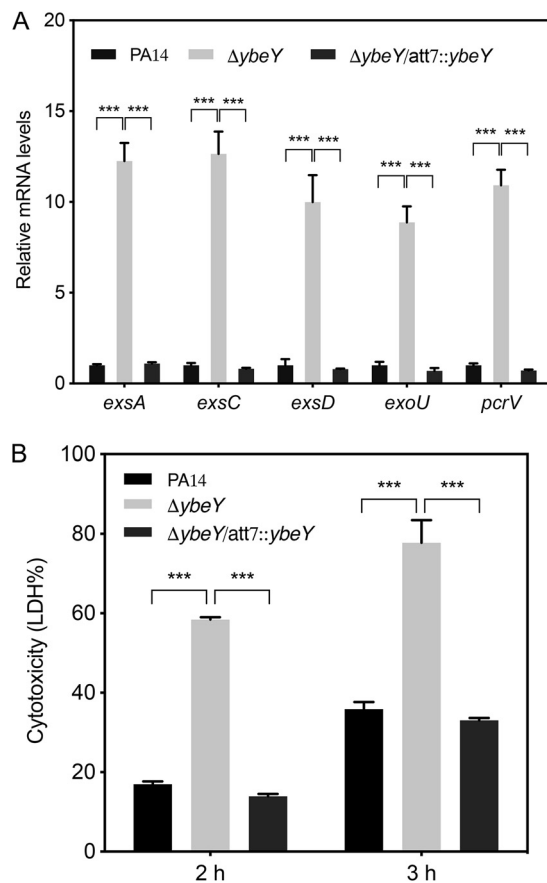 A
PA14 ΔybeY ΔybeY/att7::ybeY
Relative mRNA levels
20
15
10
5
0
*** *** *** *** *** *** *** *** *** ***
exsA exsC exsD exoU pcrV
B
PA14
ΔybeY
ΔybeY/att7::ybeY
Cytotoxicity (LDH%)
100
80
60
40
20
0
*** *** *** ***
2 h 3 h